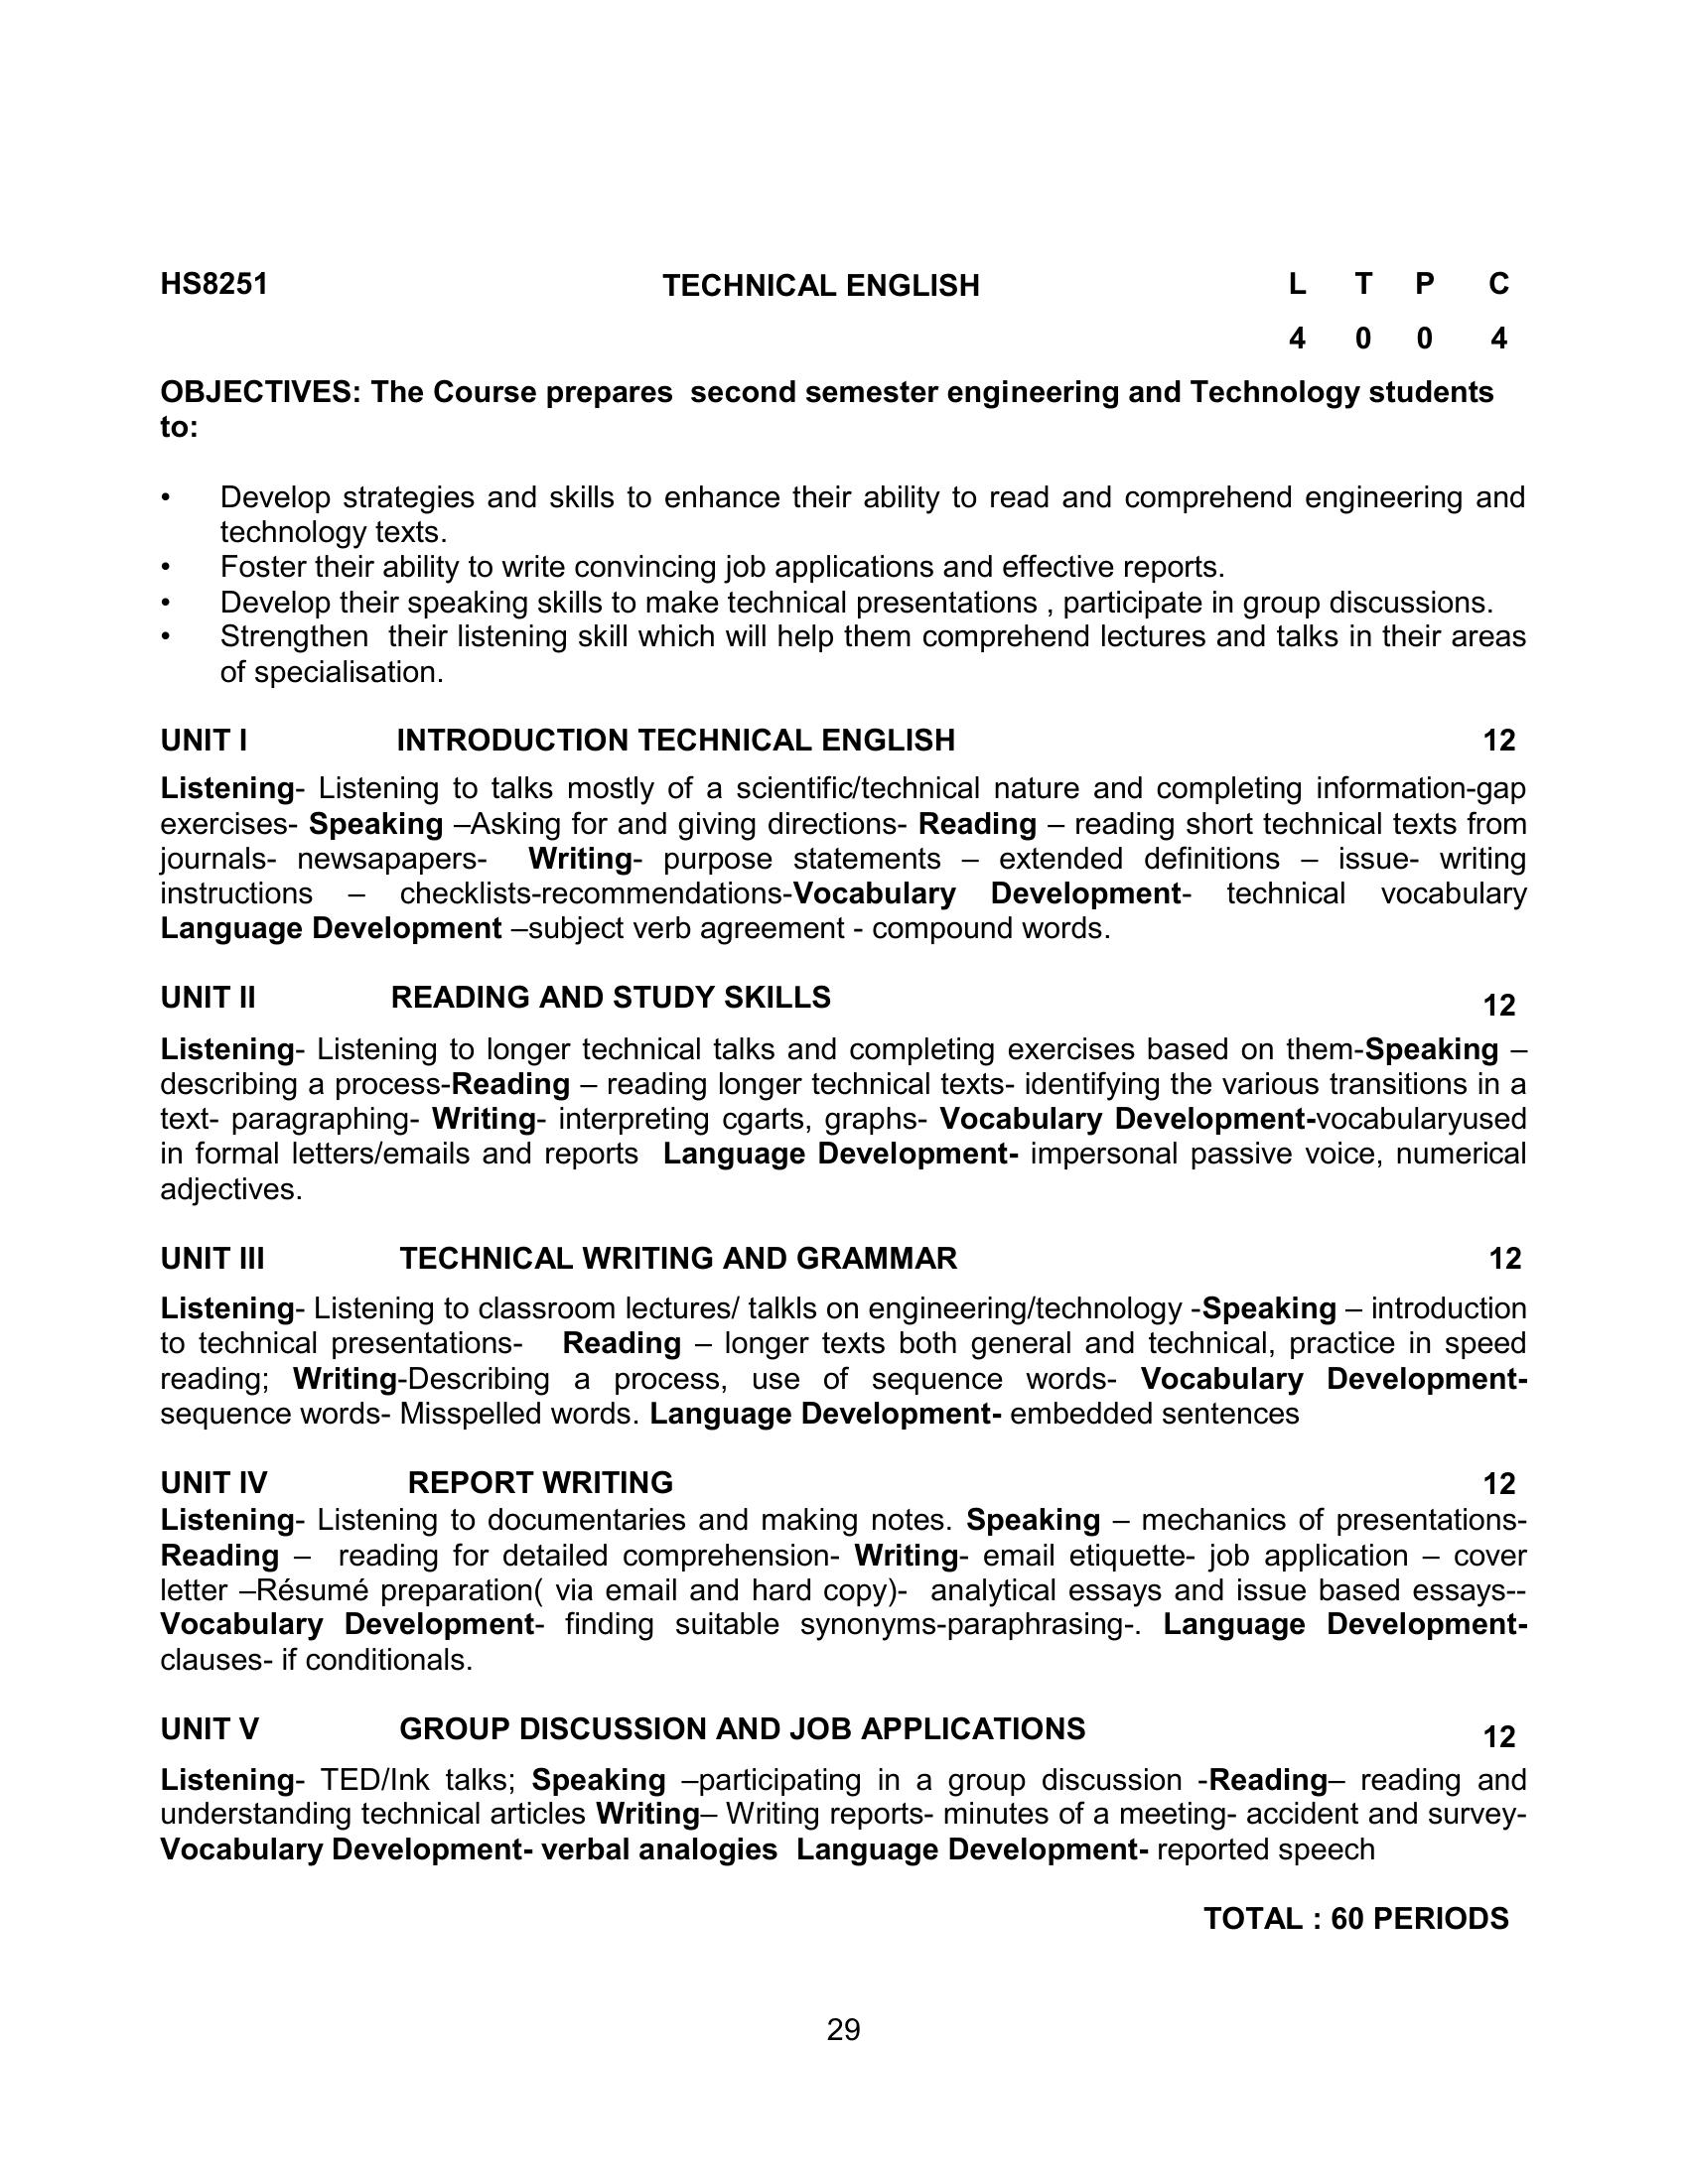 HS8251 TECHNICAL ENGLISH L T P C
4 0 0 4
OBJECTIVES: The Course prepares  second semester engineering and Technology students
to:
• Develop strategies and skills to enhance their ability to read and comprehend engineering and
technology texts.
• Foster their ability to write convincing job applications and effective reports.
• Develop their speaking skills to make technical presentations , participate in group discussions.
• Strengthen  their listening skill which will help them comprehend lectures and talks in their areas
of specialisation.
UNIT I INTRODUCTION TECHNICAL ENGLISH 12
Listening- Listening to talks mostly of a scientific/technical nature and completing information-gap
exercises- Speaking –Asking for and giving directions- Reading – reading short technical texts from
journals- newsapapers-  Writing- purpose statements – extended definitions – issue- writing
instructions – checklists-recommendations-Vocabulary Development- technical vocabulary
Language Development –subject verb agreement - compound words.
UNIT II READING AND STUDY SKILLS 12
Listening- Listening to longer technical talks and completing exercises based on them-Speaking –
describing a process-Reading – reading longer technical texts- identifying the various transitions in a
text- paragraphing- Writing- interpreting cgarts, graphs- Vocabulary Development-vocabularyused
in formal letters/emails and reports  Language Development- impersonal passive voice, numerical
adjectives.
UNIT III TECHNICAL WRITING AND GRAMMAR 12
Listening- Listening to classroom lectures/ talkls on engineering/technology -Speaking – introduction
to technical presentations-  Reading – longer texts both general and technical, practice in speed
reading; Writing-Describing a process, use of sequence words- Vocabulary Development-
sequence words- Misspelled words. Language Development- embedded sentences
UNIT IV REPORT WRITING 12
Listening- Listening to documentaries and making notes. Speaking – mechanics of presentations-
Reading –  reading for detailed comprehension- Writing- email etiquette- job application – cover
letter –Résumé preparation( via email and hard copy)-  analytical essays and issue based essays--
Vocabulary Development- finding suitable synonyms-paraphrasing-. Language Development-
clauses- if conditionals.
UNIT V GROUP DISCUSSION AND JOB APPLICATIONS 12
Listening- TED/Ink talks; Speaking –participating in a group discussion -Reading– reading and
understanding technical articles Writing– Writing reports- minutes of a meeting- accident and survey-
Vocabulary Development- verbal analogies  Language Development- reported speech
TOTAL : 60 PERIODS
29